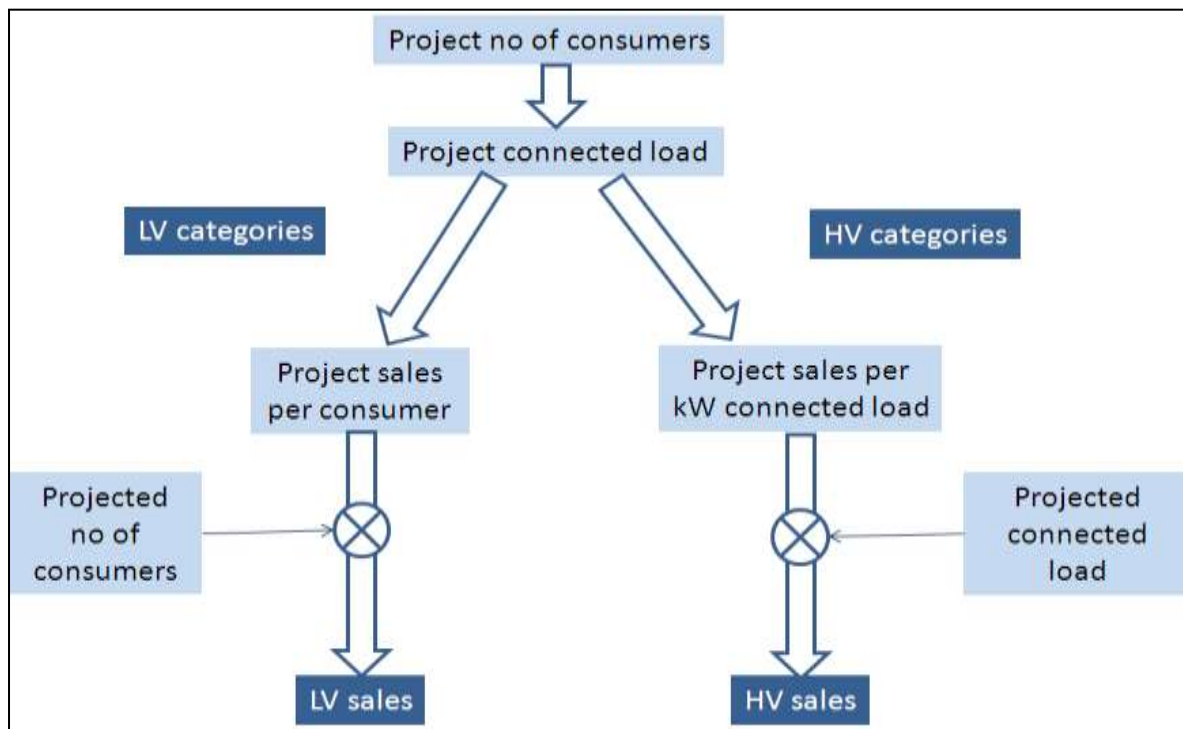 Project no of consumers
Project connected load
LV categories
HV categories
Project sales
per consumer
Project sales per
kW connected load
Projected
no of
consumers
Projected
connected
load
LV sales
HV sales